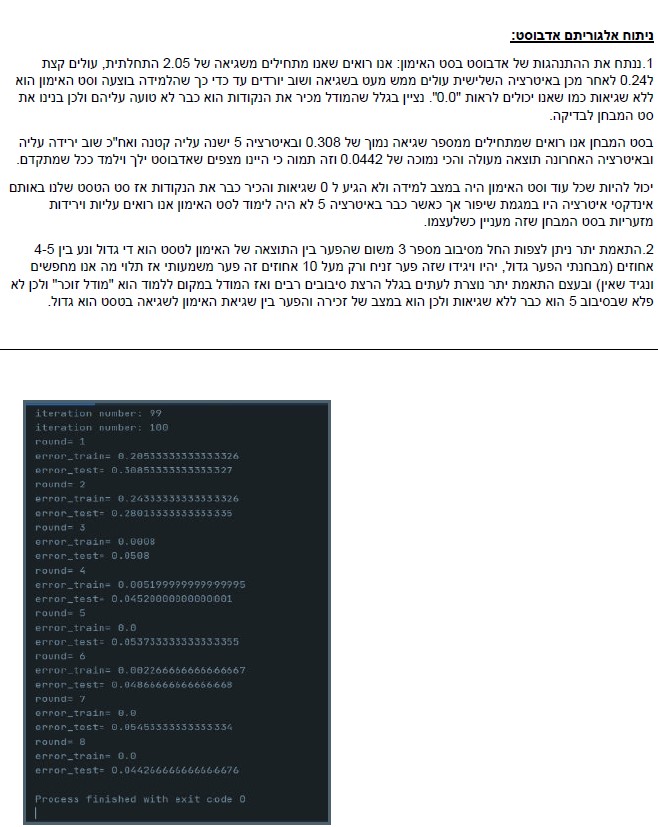 ניתוח אלגוריתם אדבוסט:
1.ננתח את ההתנהגות של אדבוסט בסט האימון: אנו רואים שאנו מתחילים משגיאה של 2.05 התחלתית, עולים קצת
ל0.24 לאחר מכן באיטרציה השלישית עולים ממש מעט בשגיאה ושוב יורדים עד כדי כך שהלמידה בוצעה וסט האימון הוא
ללא שגיאות כמו שאנו יכולים לראות "0.0". נציין בגלל שהמודל מכיר את הנקודות הוא כבר לא טועה עליהם ולכן בנינו את
סט המבחן לבדיקה.
בסט המבחן אנו רואים שמתחילים ממספר שגיאה נמוך של 0.308 ובאיטרציה 5 ישנה עליה קטנה ואח"כ שוב ירידה עליה
ובאיטרציה האחרונה תוצאה מעולה והכי נמוכה של 0.0442 וזה תמוה כי היינו מצפים שאדבוסט ילך וילמד ככל שמתקדם.
יכול להיות שכל עוד וסט האימון היה במצב למידה ולא הגיע ל 0 שגיאות והכיר כבר את הנקודות אז סט הטסט שלנו באותם
אינדקסי איטרציה היו במגמת שיפור אך כאשר כבר באיטרציה 5 לא היה לימוד לסט האימון אנו רואים עליות וירידות
מזעריות בסט המבחן שזה מעניין כשלעצמו.
2.התאמת יתר ניתן לצפות החל מסיבוב מספר 3 משום שהפער בין התוצאה של האימון לטסט הוא די גדול ונע בין 4-5
אחוזים (מבחנתי הפער גדול, יהיו ויגידו שזה פער זניח ורק מעל 10 אחוזים זה פער משמעותי אז תלוי מה אנו מחפשים
ונגיד שאין) ובעצם התאמת יתר נוצרת לעתים בגלל הרצת סיבובים רבים ואז המודל במקום ללמוד הוא "מודל זוכר" ולכן לא
פלא שבסיבוב 5 הוא כבר ללא שגיאות ולכן הוא במצב של זכירה והפער בין שגיאת האימון לשגיאה בטסט הוא גדול.
iteration number: 99
iteration number: 100
round= 1
error_train= 0.20533333333333326
error_test= 0.30853333333333327
round= 2
error_train= 0.24333333333333326
error_test= 0.28013333333333335
round= 3
error_train= 0.0008
error_test= 0.0508
round= 4
error_train= 0.005199999999999995
error_test= 0.04520000000000001
round= 5
error_train= 0.0
error_test= 0.053733333333333355
round= 6
error_train= 0.002266666666666667
error_test= 0.04866666666666668
round= 7
error_train= 0.0
error_test= 0.05453333333333334
round= 8
error_train= 0.0
error_test= 0.044266666666666676
Process finished with exit code 0